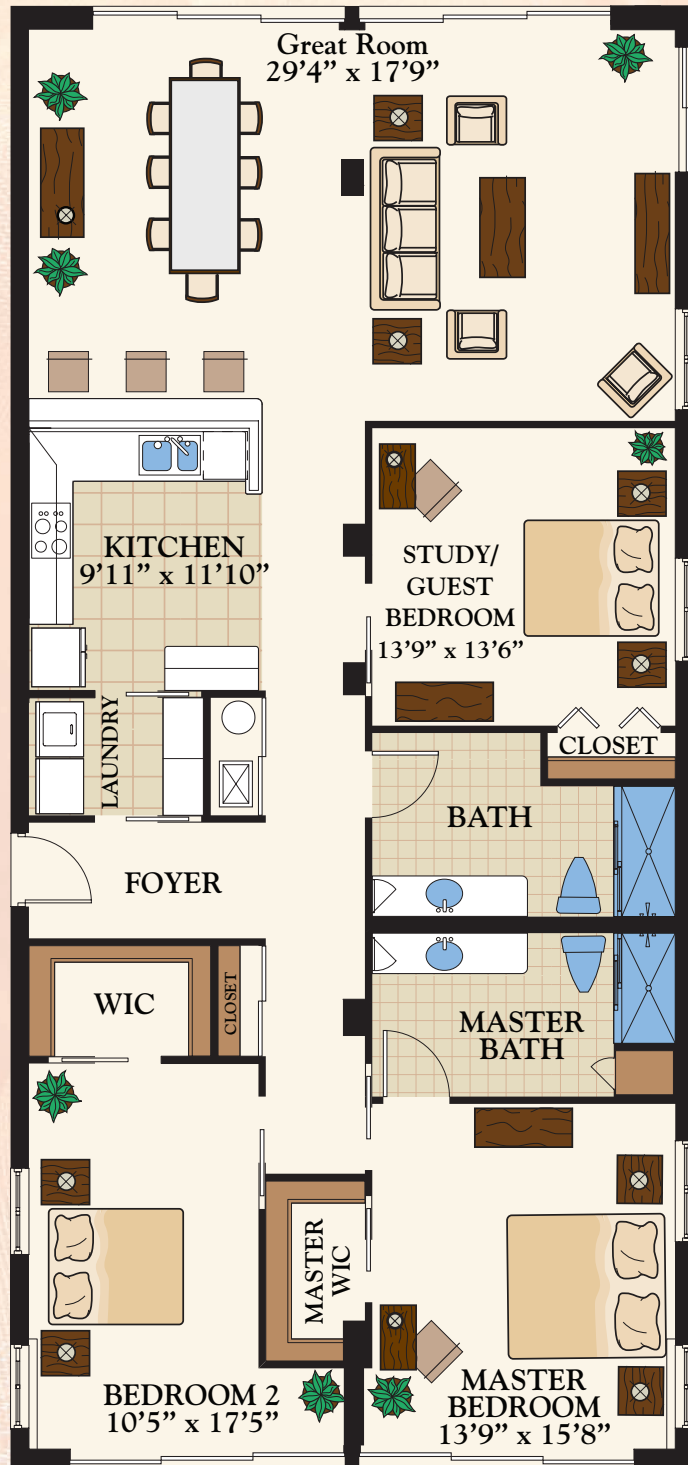 Great Room
29’4” x 17’9”
KITCHEN
9’11” x 11’10”
STUDY/
GUEST
BEDROOM
13’9” x 13’6”
LAUNDRY
CLOSET
BATH
FOYER
WIC
CLOSET
MASTER
BATH
MASTER
WIC
BEDROOM 2
10’5” x 17’5”
MASTER
BEDROOM
13’9” x 15’8”